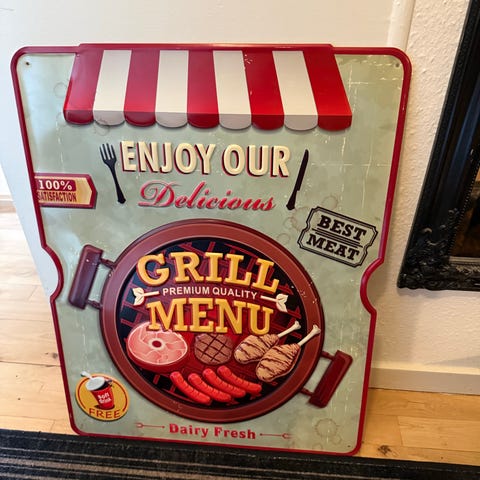 ENJOY OUR
Delicious
100%
SATISFACTION
BEST
MEAT
GRILL
PREMIUM QUALITY
MENU
Soft
Drink
FREE
Dairy Fresh